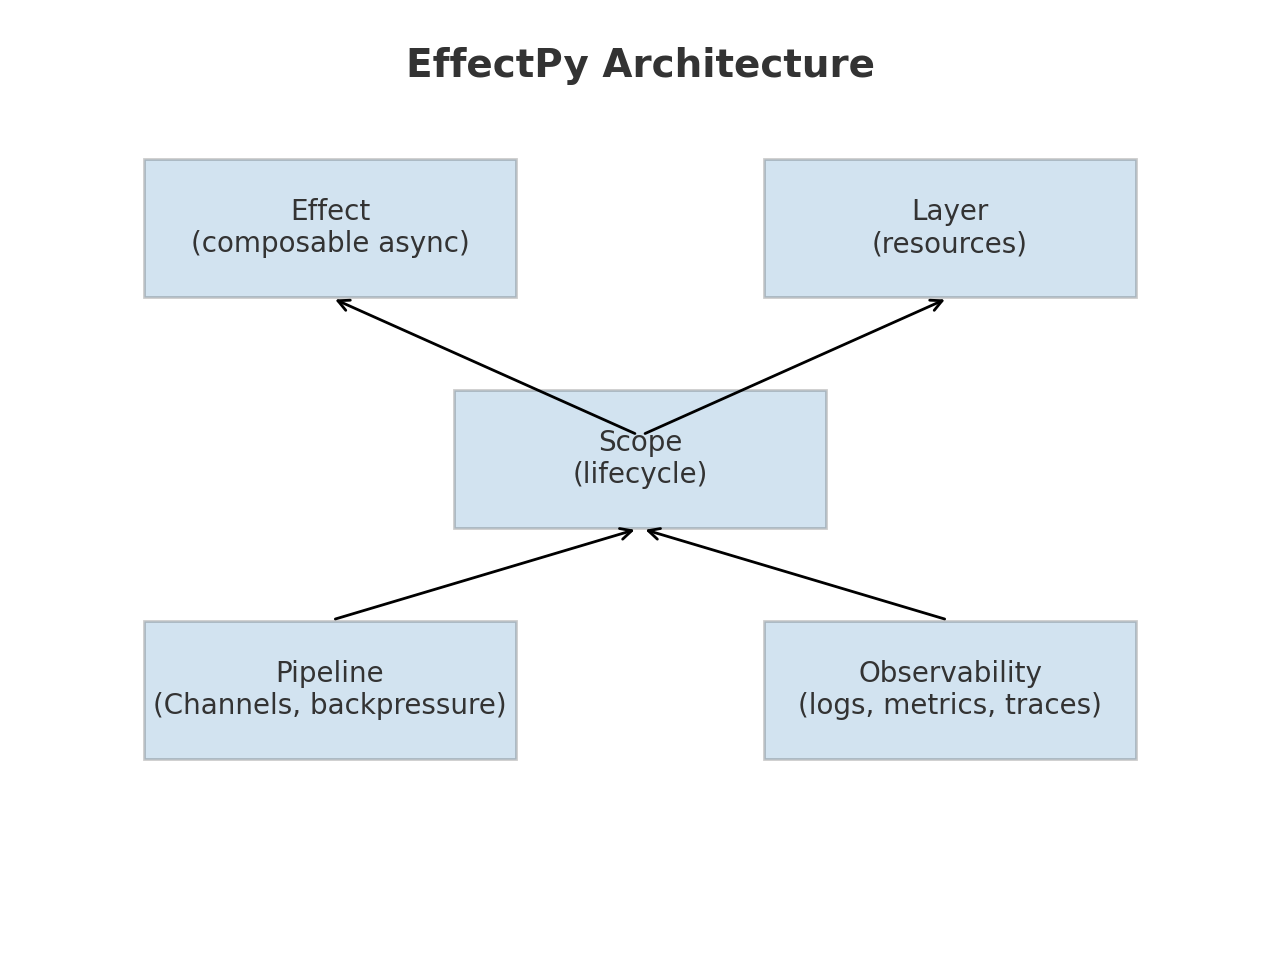 EffectPy Architecture
Effect
(composable async)
Layer
(resources)
Scope
(lifecycle)
Pipeline
(Channels, backpressure)
Observability
(logs, metrics, traces)